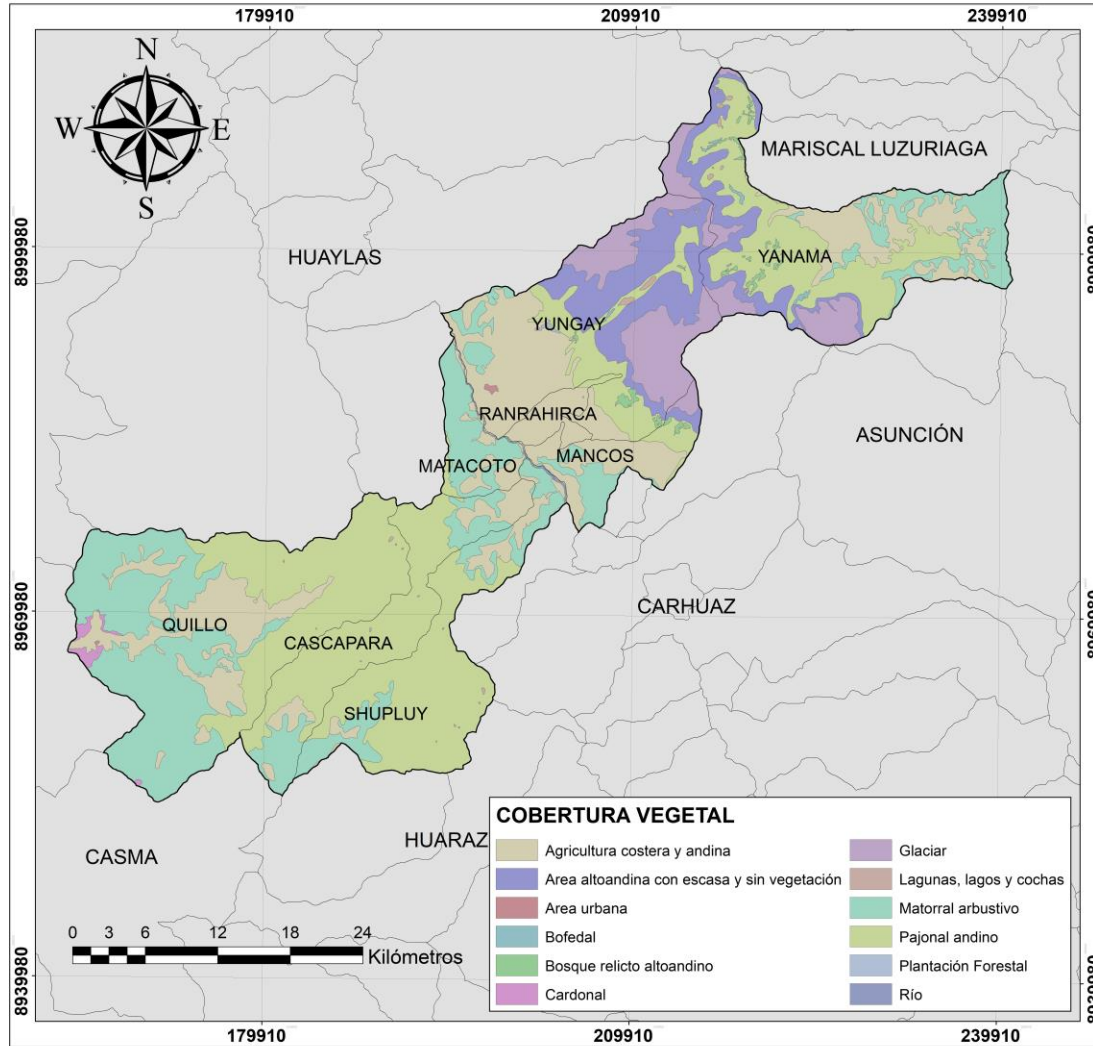 179910 209910 239910
N
W E
S
MARISCAL LUZURIAGA
8999980
HUAYLAS
YANAMA
YUNGAY
RANRAHIRCA
ASUNCIÓN
MATACOTO
MANCOS
8969980
CARHUAZ
QUILLO
CASCAPARA
SHUPLUY
CASMA
HUARAZ
COBERTURA VEGETAL
Agricultura costera y andina
Area altoandina con escasa y sin vegetación
Area urbana
Bofedal
Bosque relicto altoandino
Cardonal
Glaciar
Lagunas, lagos y cochas
Matorral arbustivo
Pajonal andino
Plantación Forestal
Río
0 3 6 12 18 24
Kilómetros
8939980
179910 209910 239910